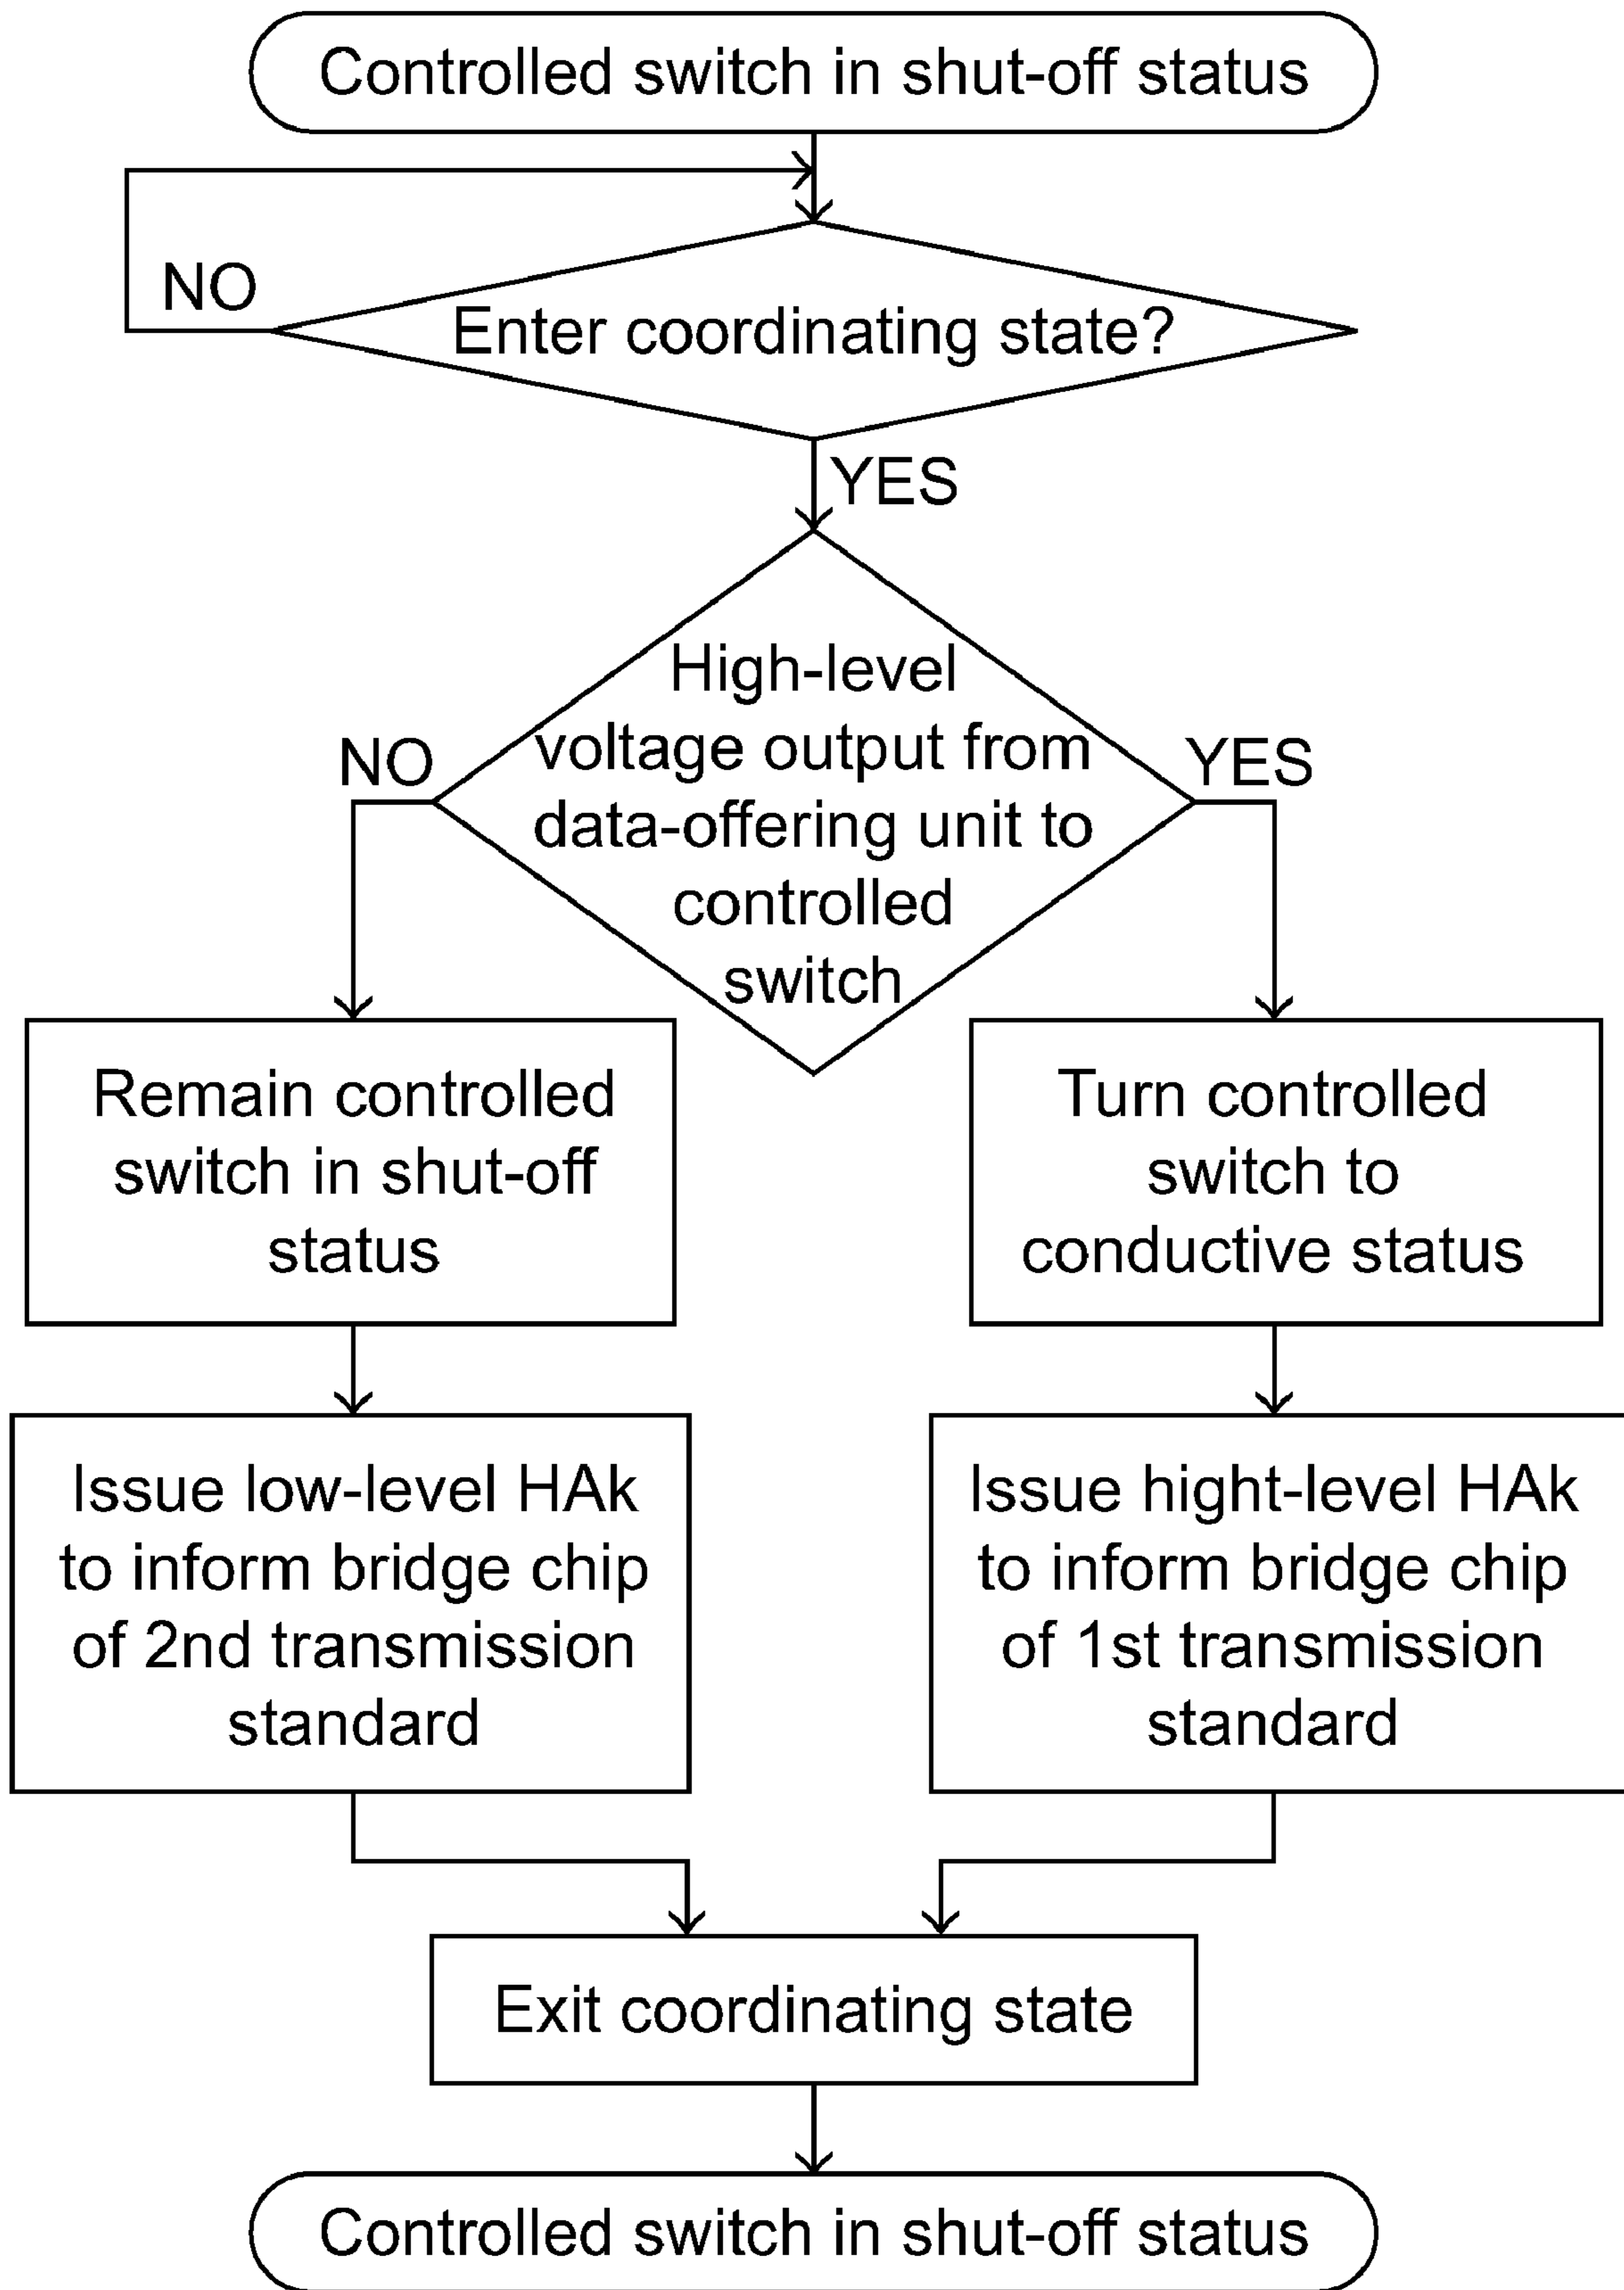 Controlled switch in shut-off status
NO
Enter coordinating state?
YES
High-level
voltage output from
data-offering unit to
controlled
switch
NO
YES
Remain controlled
switch in shut-off
status
Turn controlled
switch to
conductive status
Issue low-level HAk
to inform bridge chip
of 2nd transmission
standard
Issue hight-level HAk
to inform bridge chip
of 1st transmission
standard
Exit coordinating state
Controlled switch in shut-off status